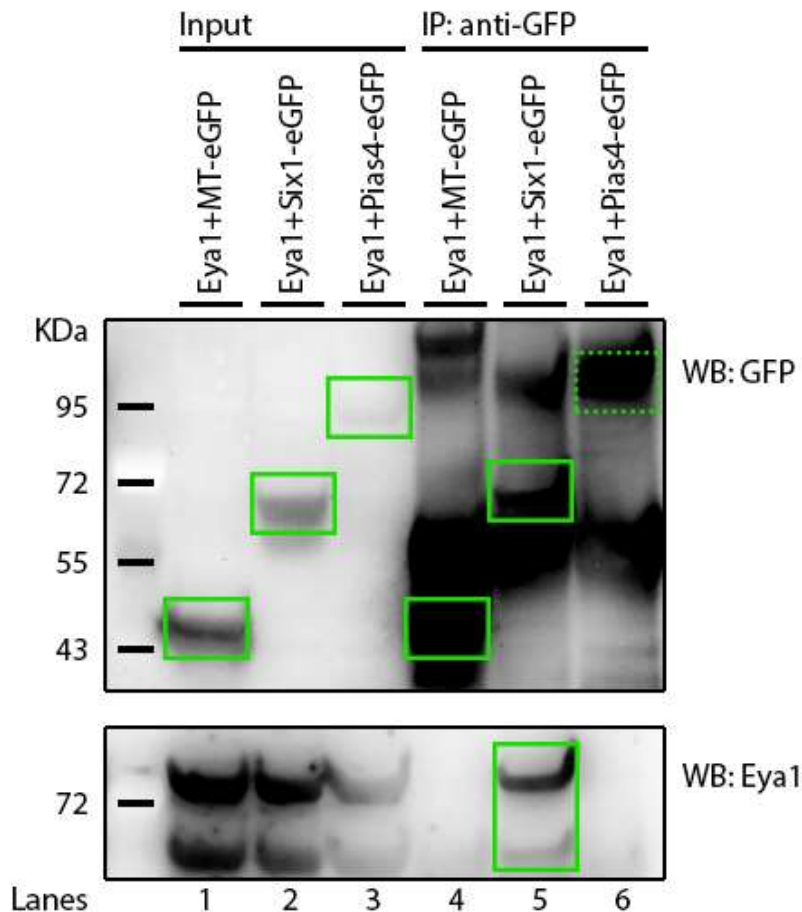 Input IP: anti-GFP
Eya1+MT-eGFP
Eya1+Six1-eGFP
Eya1+Pias4-eGFP
Eya1+MT-eGFP
Eya1+Six1-eGFP
Eya1+Pias4-eGFP
KDa
WB: GFP
95
72
55
43
WB: Eya1
72
Lanes 1 2 3 4 5 6